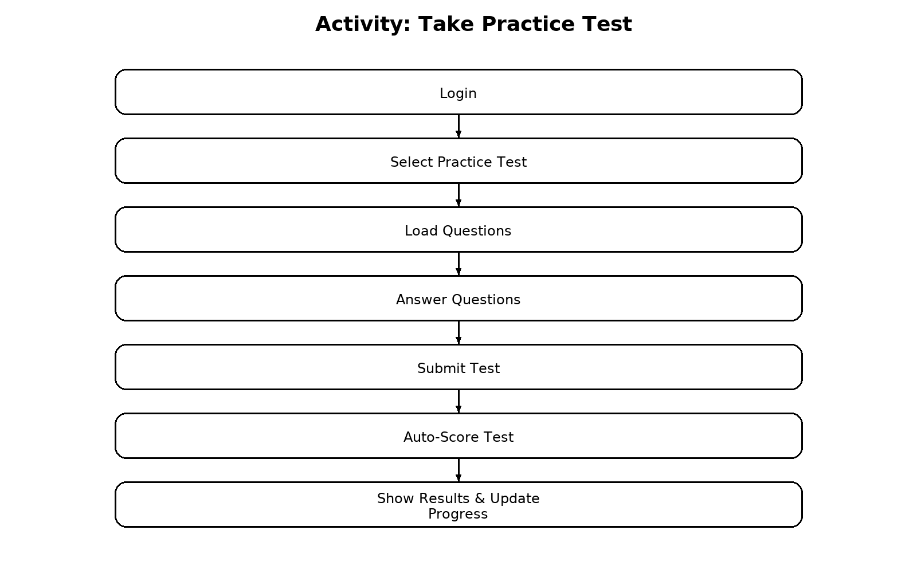 Activity: Take Practice Test
Login
Select Practice Test
Load Questions
Answer Questions
Submit Test
Auto-Score Test
Show Results & Update
Progress